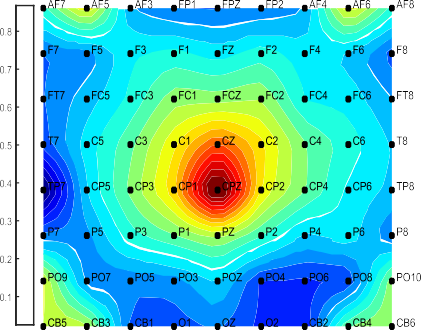 AF7 AF5 AF3 FP1 FPZ FP2 AF4 AF6 AF8
0.8
F7 F5 F3 F1 FZ F2 F4 F6 F8
0.7
FT7 FC5 FC3 FC1 FCZ FC2 FC4 FC6 FT8
0.6
T7 C5 C3 C1 CZ C2 C4 C6 T8
0.5
TP7 CP5 CP3 CP1 CPZ CP2 CP4 CP6 TP8
0.4
0.3
P7 P5 P3 P1 PZ P2 P4 P6 P8
0.2
PO9 PO7 PO5 PO3 POZ PO4 PO6 PO8 PO10
0.1
CB5 CB3 CB1 O1 OZ O2 CB2 CB4 CB6